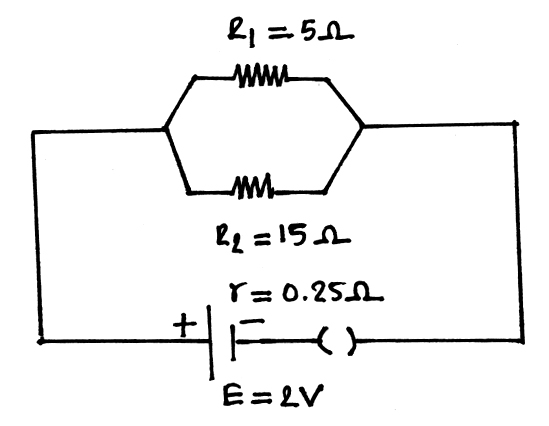 R₁ = 5Ω
R₂ = 15Ω
r = 0.25Ω
+ −
( )
E = 2V